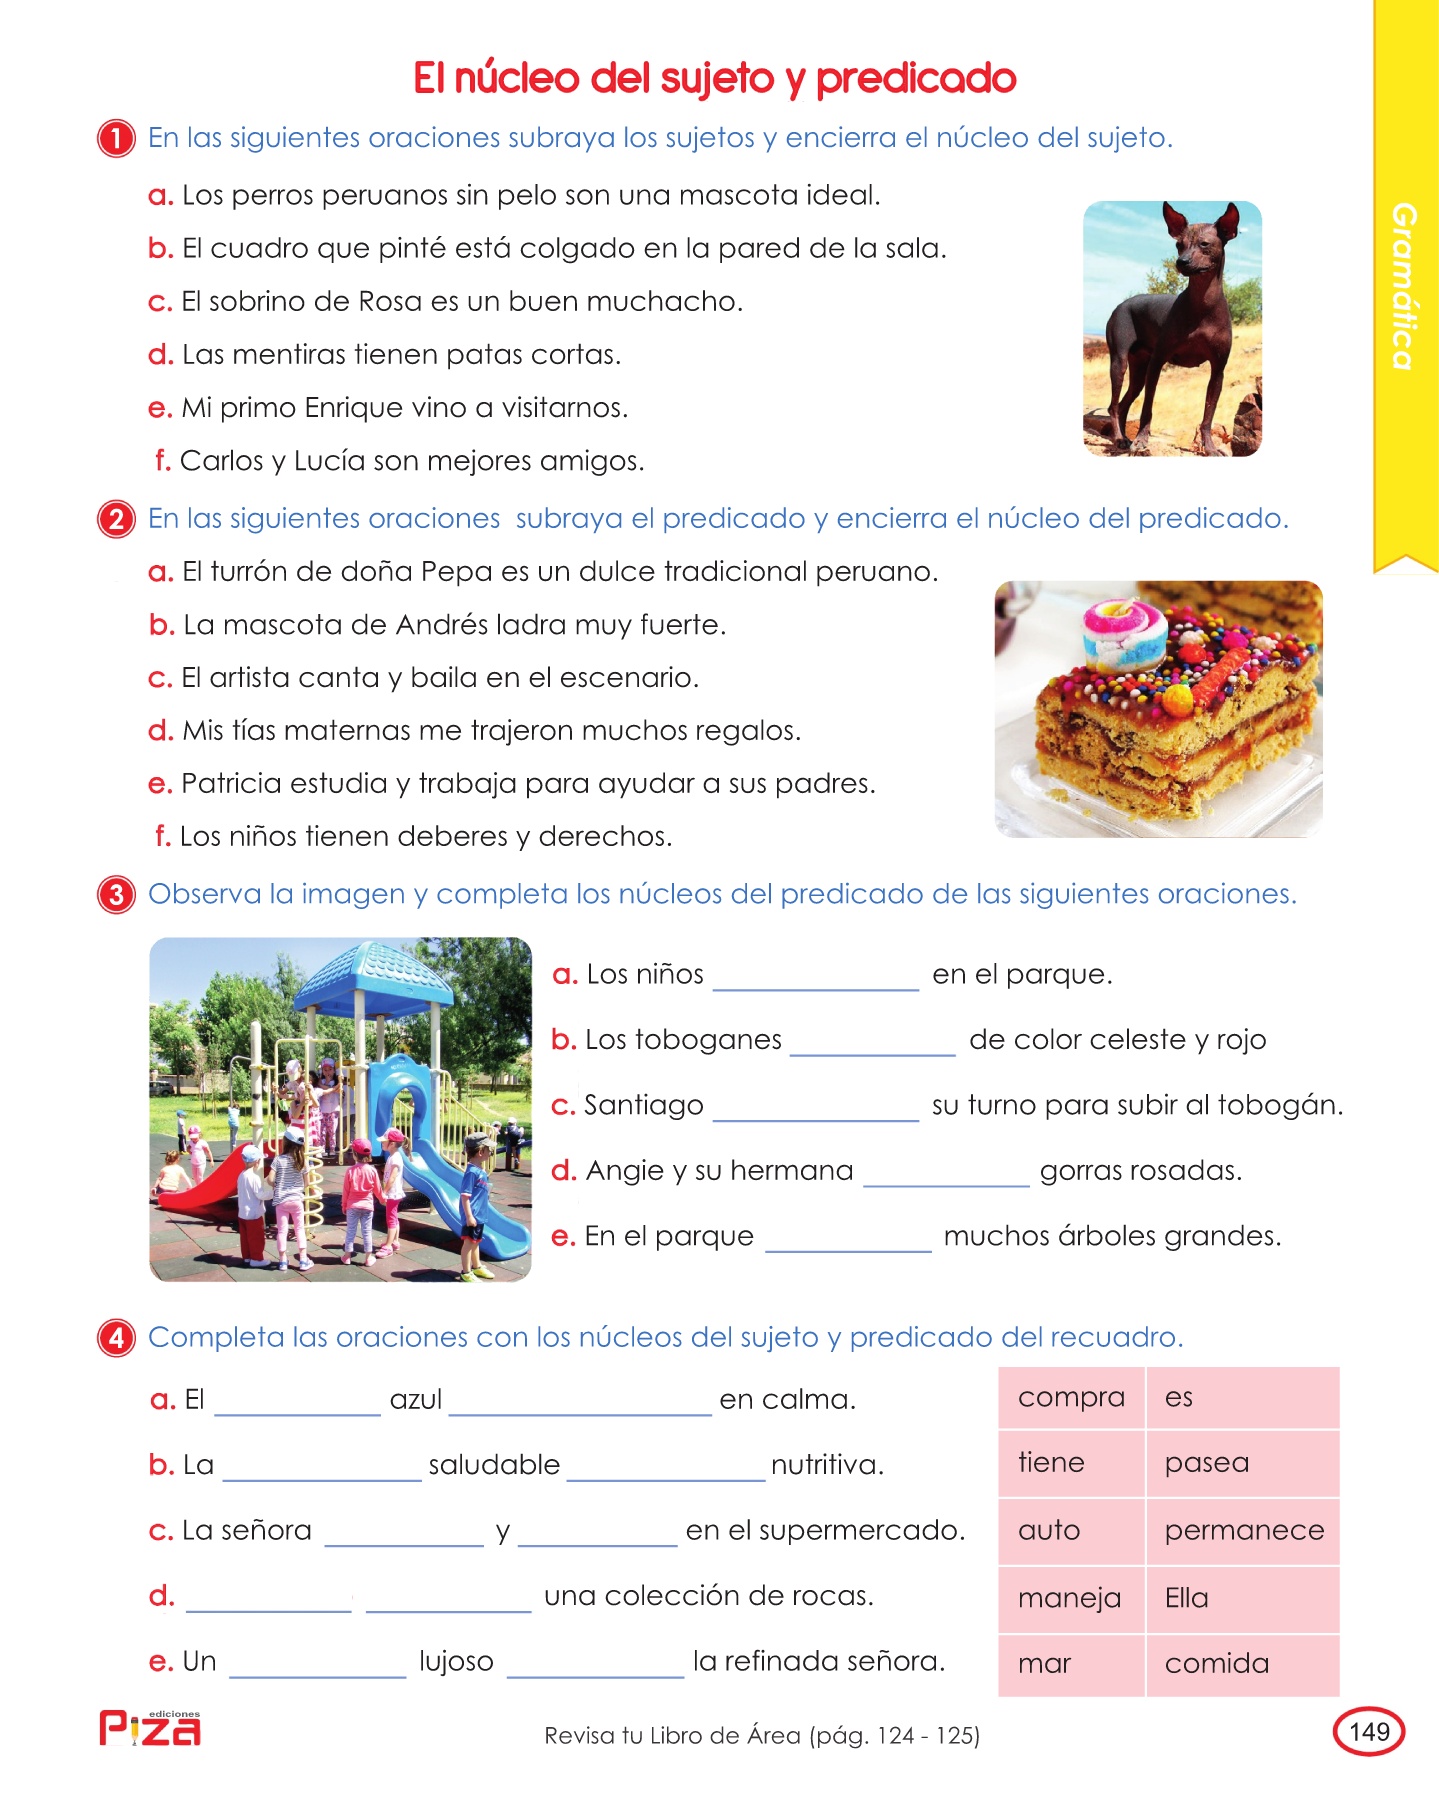 El núcleo del sujeto y predicado
Gramática
1 En las siguientes oraciones subraya los sujetos y encierra el núcleo del sujeto.
a. Los perros peruanos sin pelo son una mascota ideal.
b. El cuadro que pinté está colgado en la pared de la sala.
c. El sobrino de Rosa es un buen muchacho.
d. Las mentiras tienen patas cortas.
e. Mi primo Enrique vino a visitarnos.
f. Carlos y Lucía son mejores amigos.
2 En las siguientes oraciones subraya el predicado y encierra el núcleo del predicado.
a. El turrón de doña Pepa es un dulce tradicional peruano.
b. La mascota de Andrés ladra muy fuerte.
c. El artista canta y baila en el escenario.
d. Mis tías maternas me trajeron muchos regalos.
e. Patricia estudia y trabaja para ayudar a sus padres.
f. Los niños tienen deberes y derechos.
3 Observa la imagen y completa los núcleos del predicado de las siguientes oraciones.
a. Los niños ____________ en el parque.
b. Los toboganes ____________ de color celeste y rojo
c. Santiago ____________ su turno para subir al tobogán.
d. Angie y su hermana ____________ gorras rosadas.
e. En el parque ____________ muchos árboles grandes.
4 Completa las oraciones con los núcleos del sujeto y predicado del recuadro.
a. El ____________ azul ____________ en calma.
b. La ____________ saludable ____________ nutritiva.
c. La señora ____________ y ____________ en el supermercado.
d. ____________ ____________ una colección de rocas.
e. Un ____________ lujoso ____________ la refinada señora.
compra es
tiene pasea
auto permanece
maneja Ella
mar comida
ediciones
Piza
Revisa tu Libro de Área (pág. 124 - 125)
149